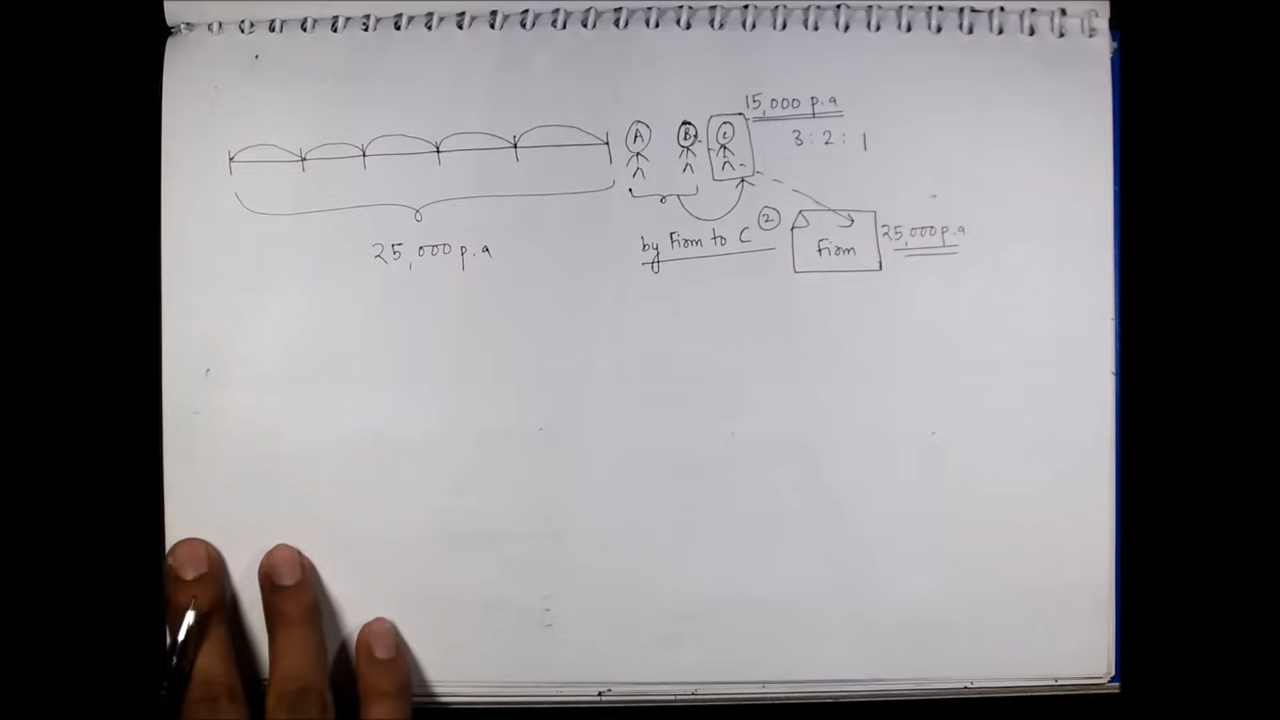 15,000 p.a
A B C
3 : 2 : 1
25,000 p.a
by Firm to C
2
Firm
25,000 p.a